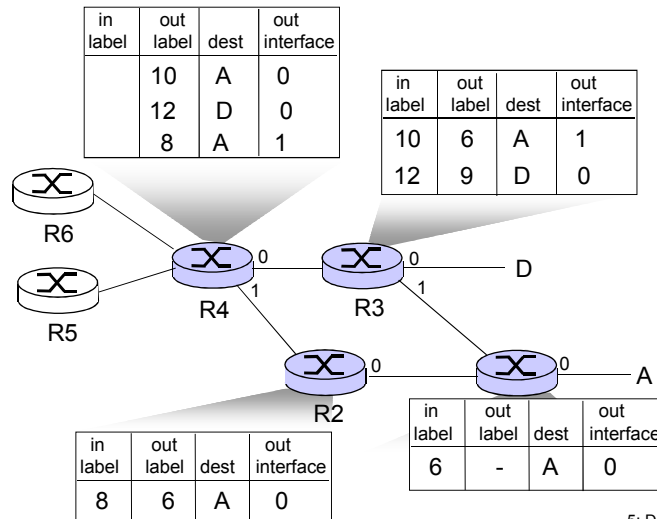 in out out
label label dest interface
10 A 0
12 D 0
8 A 1
in out out
label label dest interface
10 6 A 1
12 9 D 0
R6
0 0
D
R4 1 R3 1
R5
0 0
A
R2
in out out
label label dest interface
6 - A 0
in out out
label label dest interface
8 6 A 0
5: D